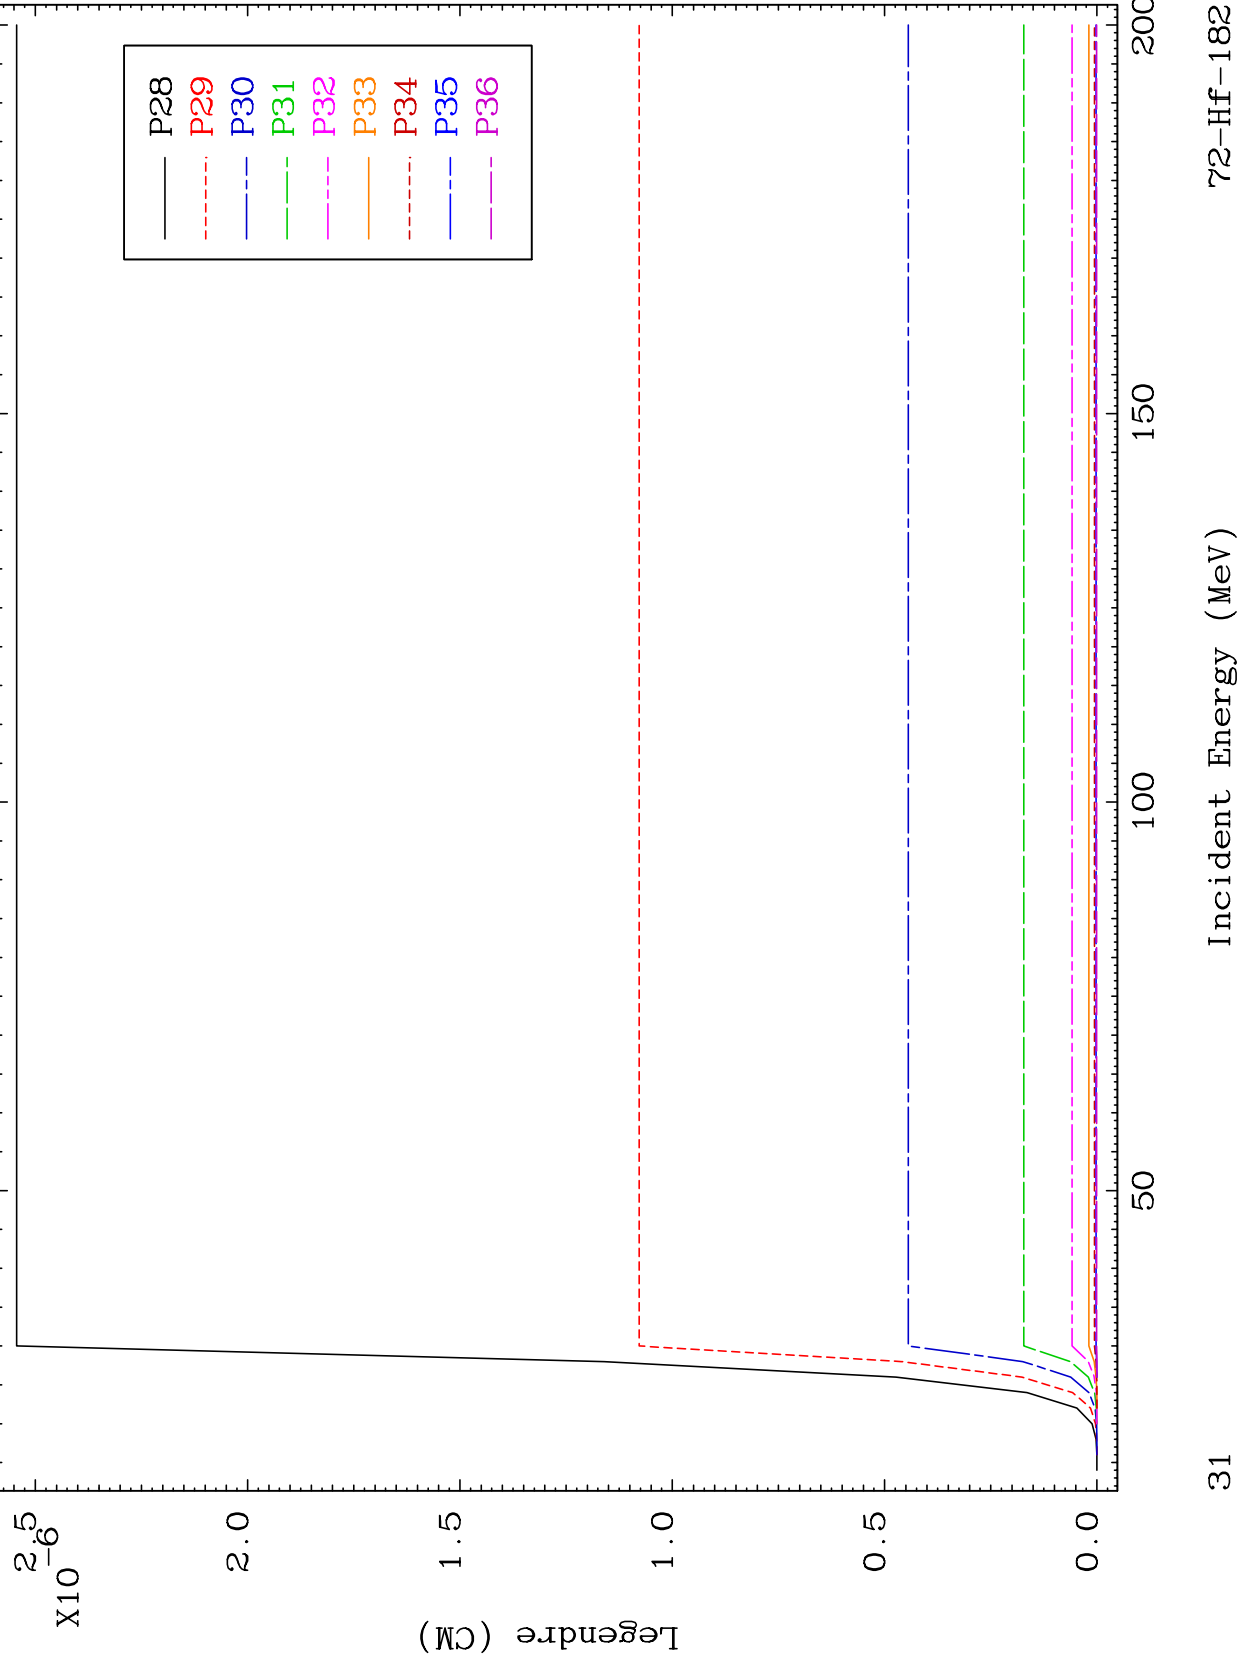 P28
P29
P30
P31
P32
P33
P34
P35
P36
X10
-6
2.5
2.0
1.5
1.0
0.5
0.0
Legendre (CM)
50
100
150
200
Incident Energy (MeV)
31
72-Hf-182